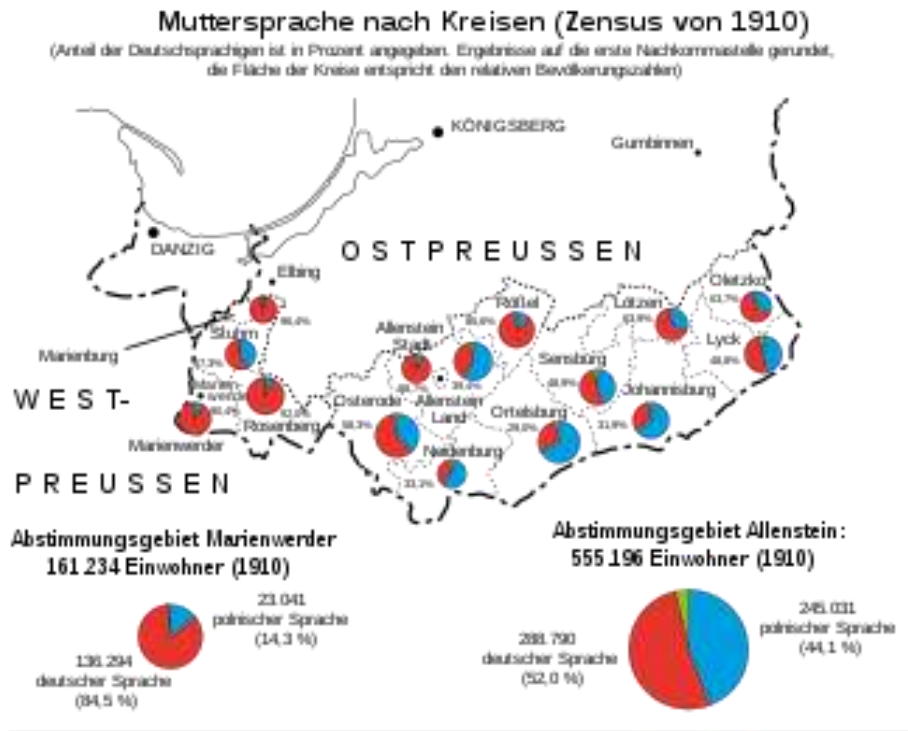 Muttersprache nach Kreisen (Zensus von 1910)
(Anteil der Deutschsprachigen ist in Prozent angegeben. Ergebnisse auf die erste Nachkommastelle gerundet,
die Fläche der Kreise entspricht den relativen Bevölkerungszahlen)
KÖNIGSBERG
Gumbinnen
DANZIG
OSTPREUSSEN
Elbing
Oletzko
Rößel
Lötzen
Stuhm
Allenstein
Stadt
Lyck
Marienburg
Sensburg
Johannisburg
WEST-
Marien-
werder
Osterode
Allenstein
Land
Ortelsburg
Rosenberg
Marienwerder
Neidenburg
PREUSSEN
Abstimmungsgebiet Marienwerder
161.234 Einwohner (1910)
23.041
polnischer Sprache
(14,3 %)
136.294
deutscher Sprache
(84,5 %)
Abstimmungsgebiet Allenstein:
555.196 Einwohner (1910)
245.031
polnischer Sprache
(44,1 %)
288.790
deutscher Sprache
(52,0 %)